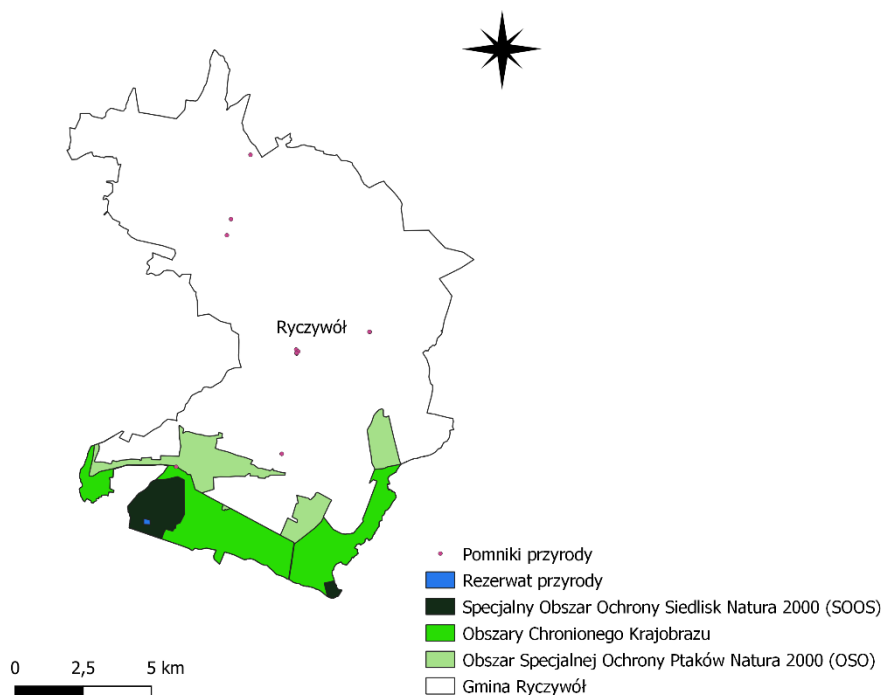 Ryczywół
Pomniki przyrody
Rezerwat przyrody
Specjalny Obszar Ochrony Siedlisk Natura 2000 (SOOS)
Obszary Chronionego Krajobrazu
Obszar Specjalnej Ochrony Ptaków Natura 2000 (OSO)
Gmina Ryczywół
0 2,5 5 km